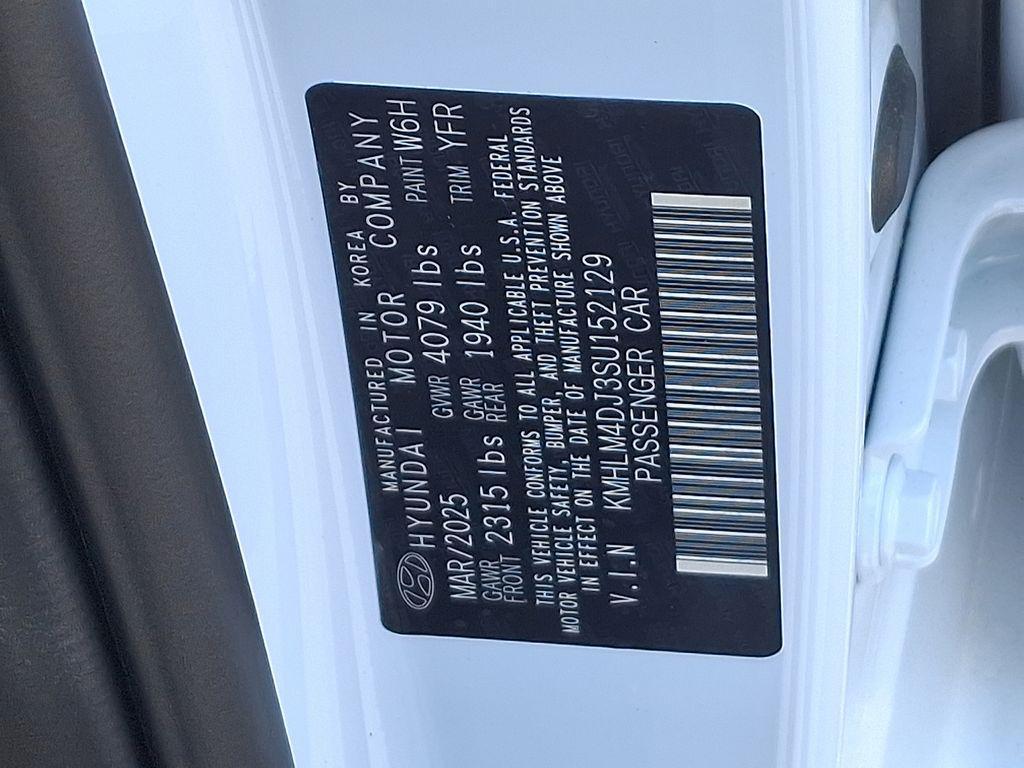 MANUFACTURED IN KOREA BY
HYUNDAI MOTOR COMPANY
MAR/2025 GVWR 4079 lbs PAINT W6H
GAWR FRONT 2315 lbs GAWR REAR 1940 lbs TRIM YFR
THIS VEHICLE CONFORMS TO ALL APPLICABLE U.S.A. FEDERAL
MOTOR VEHICLE SAFETY, BUMPER, AND THEFT PREVENTION STANDARDS
IN EFFECT ON THE DATE OF MANUFACTURE SHOWN ABOVE
V.I.N KMHLM4DJ3SU152129
PASSENGER CAR